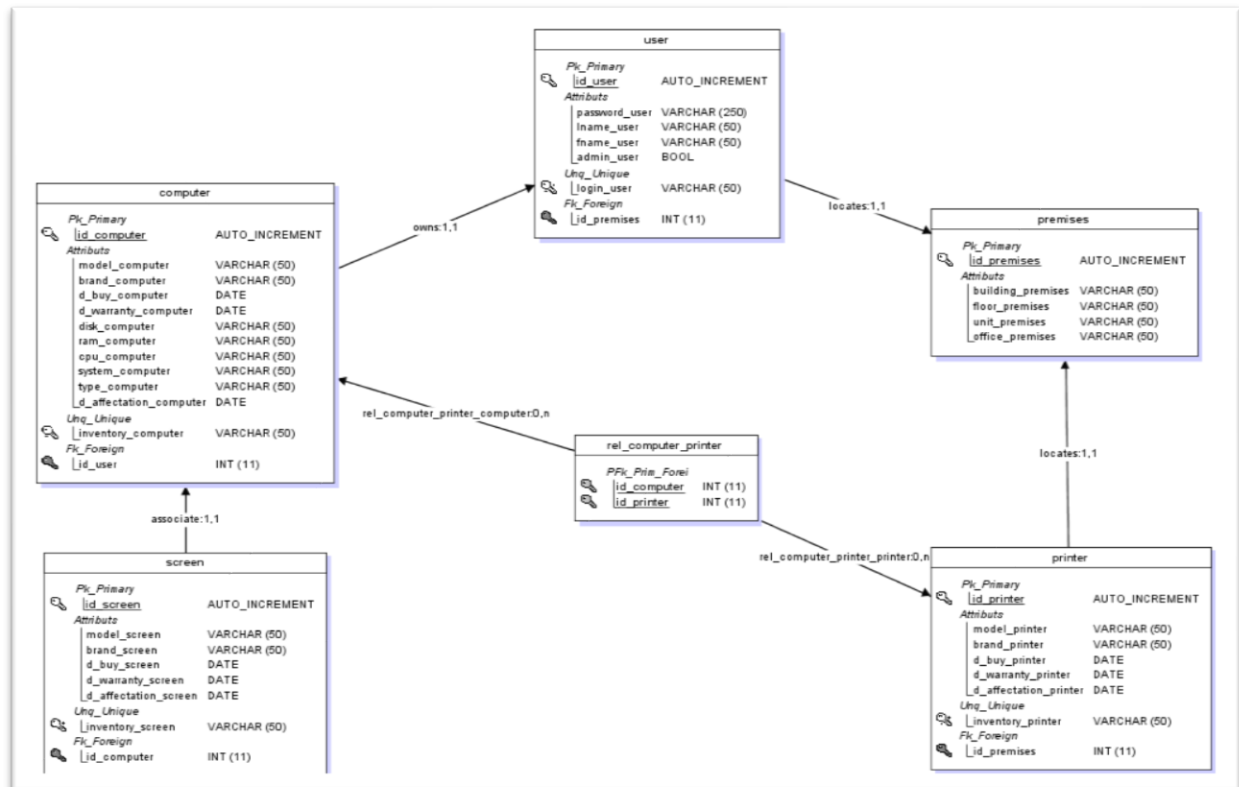 user
Pk_Primary
id_user AUTO_INCREMENT
Attributs
password_user VARCHAR (250)
lname_user VARCHAR (50)
fname_user VARCHAR (50)
admin_user BOOL
Unq_Unique
login_user VARCHAR (50)
Fk_Foreign
id_premises INT (11)
computer
Pk_Primary
id_computer AUTO_INCREMENT
Attributs
model_computer VARCHAR (50)
brand_computer VARCHAR (50)
d_buy_computer DATE
d_warranty_computer DATE
disk_computer VARCHAR (50)
ram_computer VARCHAR (50)
cpu_computer VARCHAR (50)
system_computer VARCHAR (50)
type_computer VARCHAR (50)
d_affectation_computer DATE
Unq_Unique
inventory_computer VARCHAR (50)
Fk_Foreign
id_user INT (11)
owns:1,1
locates:1,1
premises
Pk_Primary
id_premises AUTO_INCREMENT
Attributs
building_premises VARCHAR (50)
floor_premises VARCHAR (50)
unit_premises VARCHAR (50)
office_premises VARCHAR (50)
rel_computer_printer_computer:0,n
rel_computer_printer
PFk_Prim_Forei
id_computer INT (11)
id_printer INT (11)
locates:1,1
associate:1,1
rel_computer_printer_printer:0,n
screen
Pk_Primary
id_screen AUTO_INCREMENT
Attributs
model_screen VARCHAR (50)
brand_screen VARCHAR (50)
d_buy_screen DATE
d_warranty_screen DATE
d_affectation_screen DATE
Unq_Unique
inventory_screen VARCHAR (50)
Fk_Foreign
id_computer INT (11)
printer
Pk_Primary
id_printer AUTO_INCREMENT
Attributs
model_printer VARCHAR (50)
brand_printer VARCHAR (50)
d_buy_printer DATE
d_warranty_printer DATE
d_affectation_printer DATE
Unq_Unique
inventory_printer VARCHAR (50)
Fk_Foreign
id_premises INT (11)